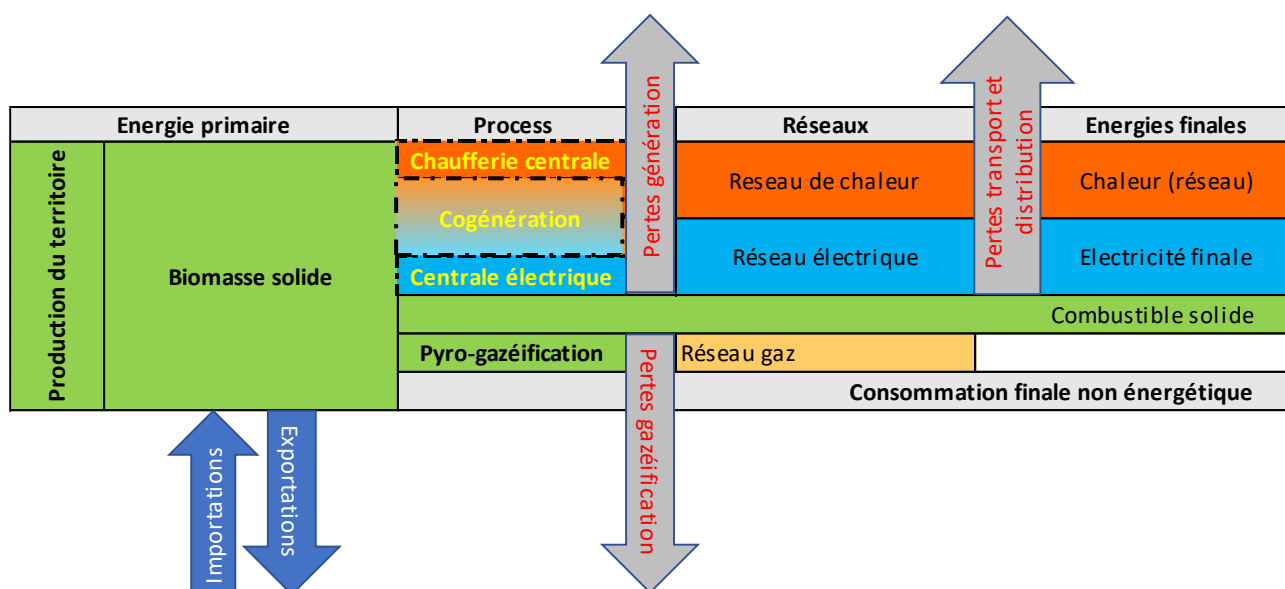 Energie primaire
Process
Réseaux
Energies finales
Production du territoire
Biomasse solide
Chaufferie centrale
Cogénération
Centrale électrique
Pertes génération
Reseau de chaleur
Réseau électrique
Pertes transport et
distribution
Chaleur (réseau)
Electricité finale
Combustible solide
Pyro-gazéification
Pertes gazéification
Réseau gaz
Consommation finale non énergétique
Importations
Exportations